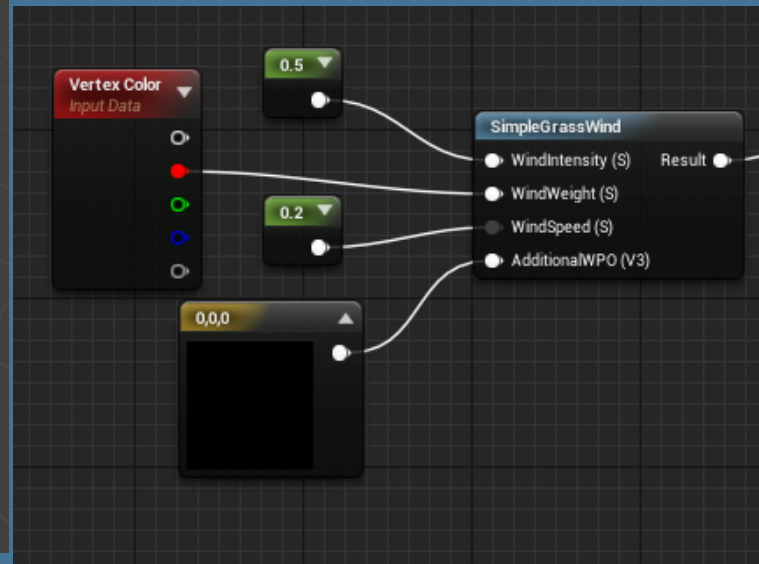 Vertex Color
Input Data
0.5
SimpleGrassWind
WindIntensity (S)
Result
WindWeight (S)
0.2
WindSpeed (S)
AdditionalWPO (V3)
0,0,0